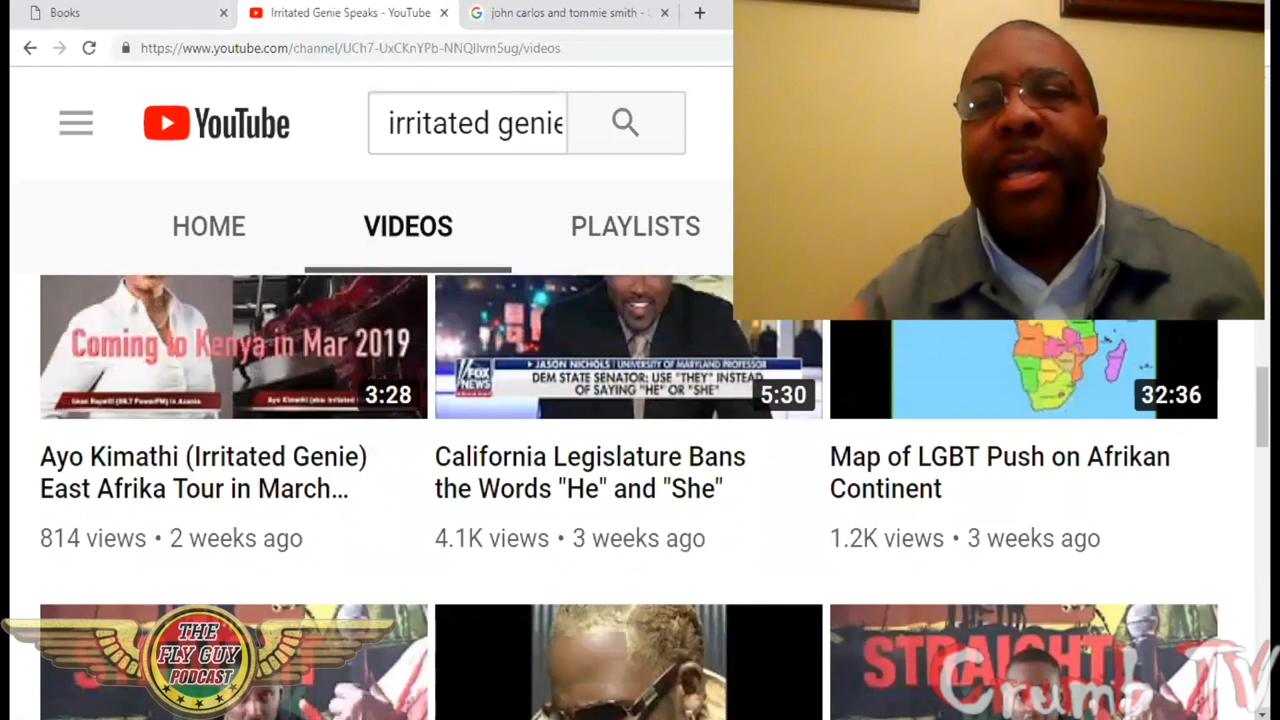 Books
Irritated Genie Speaks - YouTube
john carlos and tommie smith -
https://www.youtube.com/channel/UCh7-UxCKnYPb-NNQIlvm5ug/videos
YouTube
irritated genie
HOME
VIDEOS
PLAYLISTS
Coming to Kenya in Mar 2019
3:28
FOX
NEWS
JASON NICHOLS | UNIVERSITY OF MARYLAND PROFESSOR
DEM STATE SENATOR: USE "THEY" INSTEAD
OF SAYING "HE" OR "SHE"
5:30
32:36
Ayo Kimathi (Irritated Genie)
East Afrika Tour in March...
California Legislature Bans
the Words "He" and "She"
Map of LGBT Push on Afrikan
Continent
814 views • 2 weeks ago
4.1K views • 3 weeks ago
1.2K views • 3 weeks ago
THE
FLY GUY
PODCAST
STRAIGHT!
Crumb TV